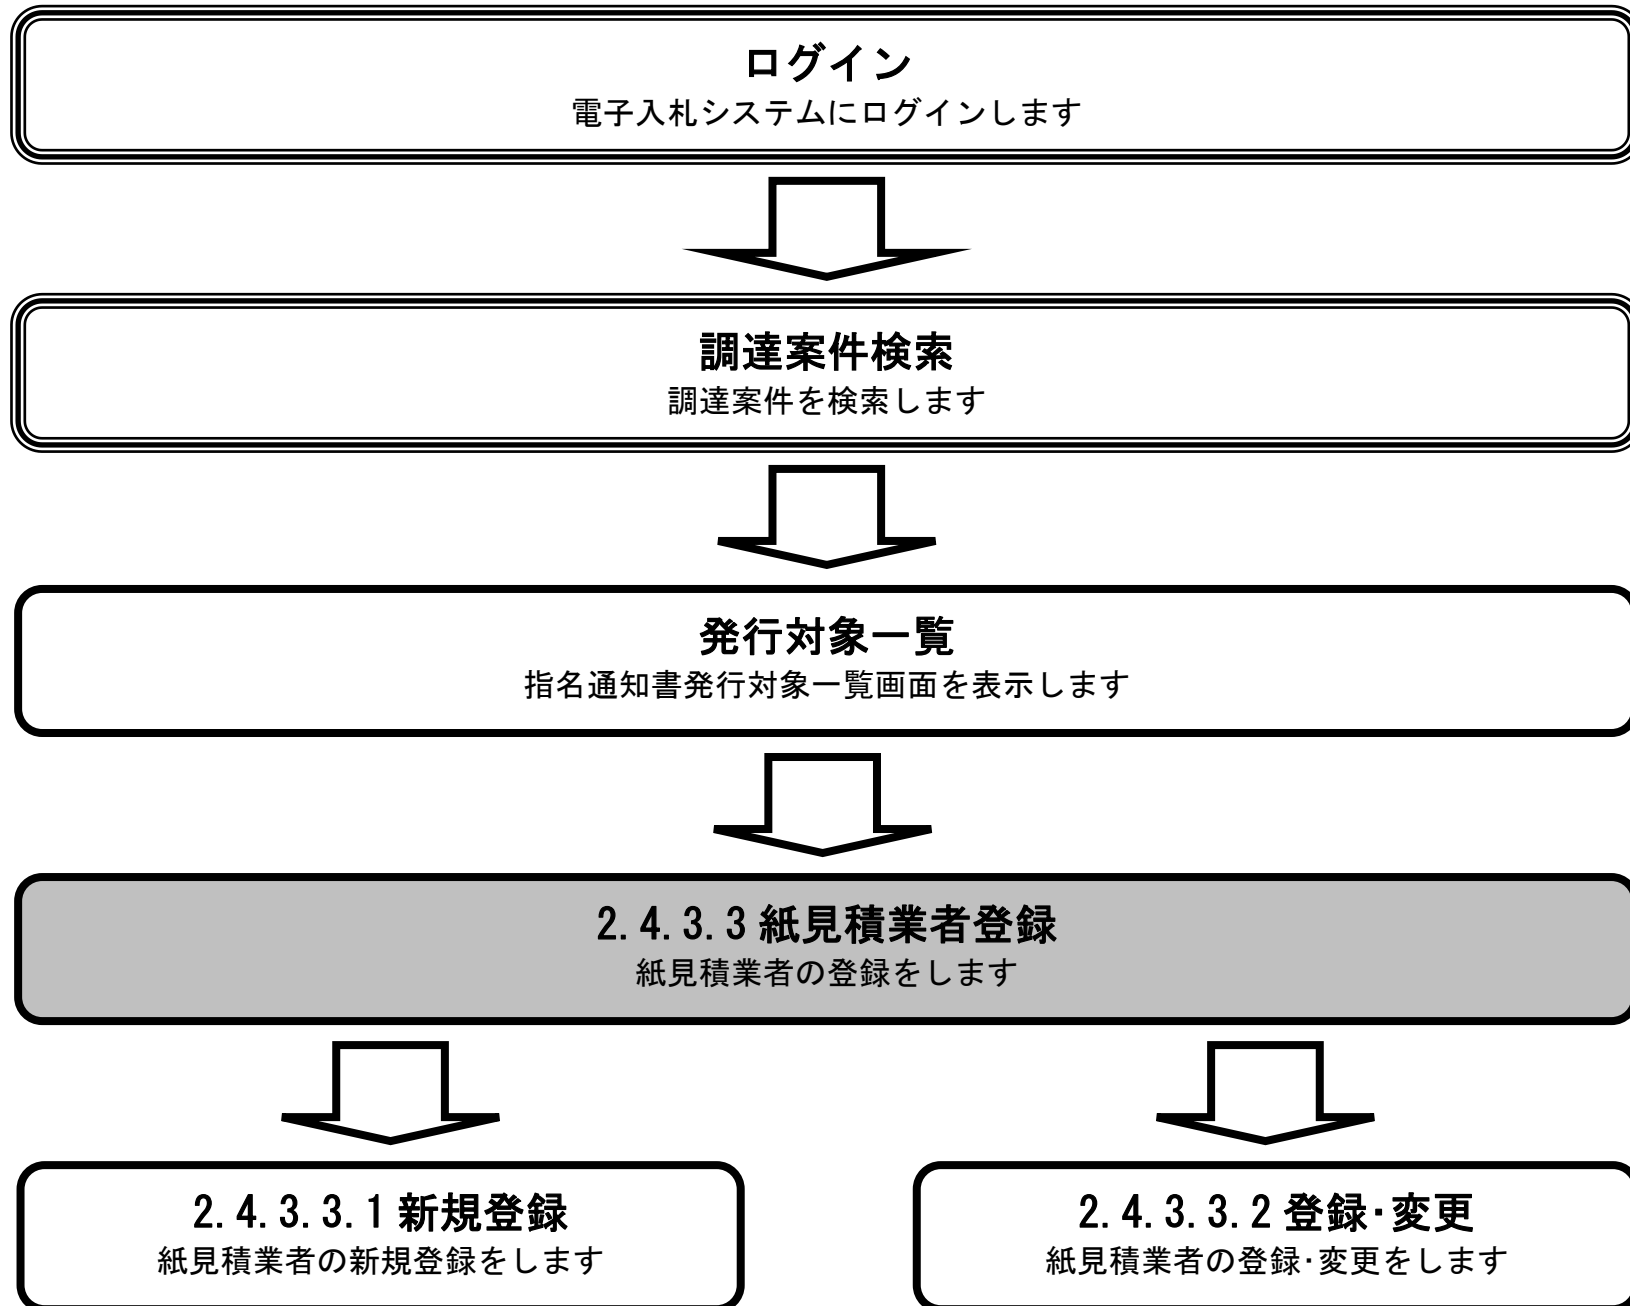 ログイン
電子入札システムにログインします
調達案件検索
調達案件を検索します
発行対象一覧
指名通知書発行対象一覧画面を表示します
2.4.3.3 紙見積業者登録
紙見積業者の登録をします
2.4.3.3.1 新規登録
紙見積業者の新規登録をします
2.4.3.3.2 登録・変更
紙見積業者の登録・変更をします